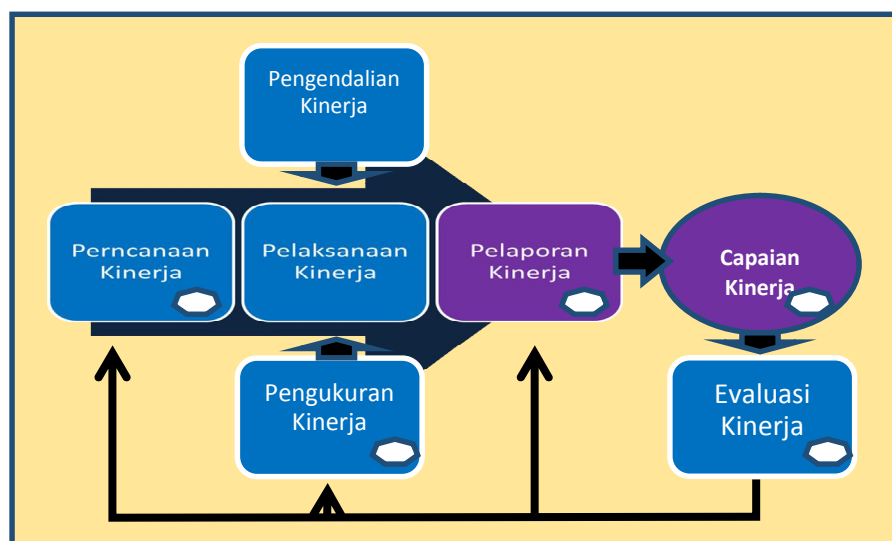 Pengendalian
Kinerja
Perncanaan
Kinerja
Pelaksanaan
Kinerja
Pelaporan
Kinerja
Capaian
Kinerja
Pengukuran
Kinerja
Evaluasi
Kinerja